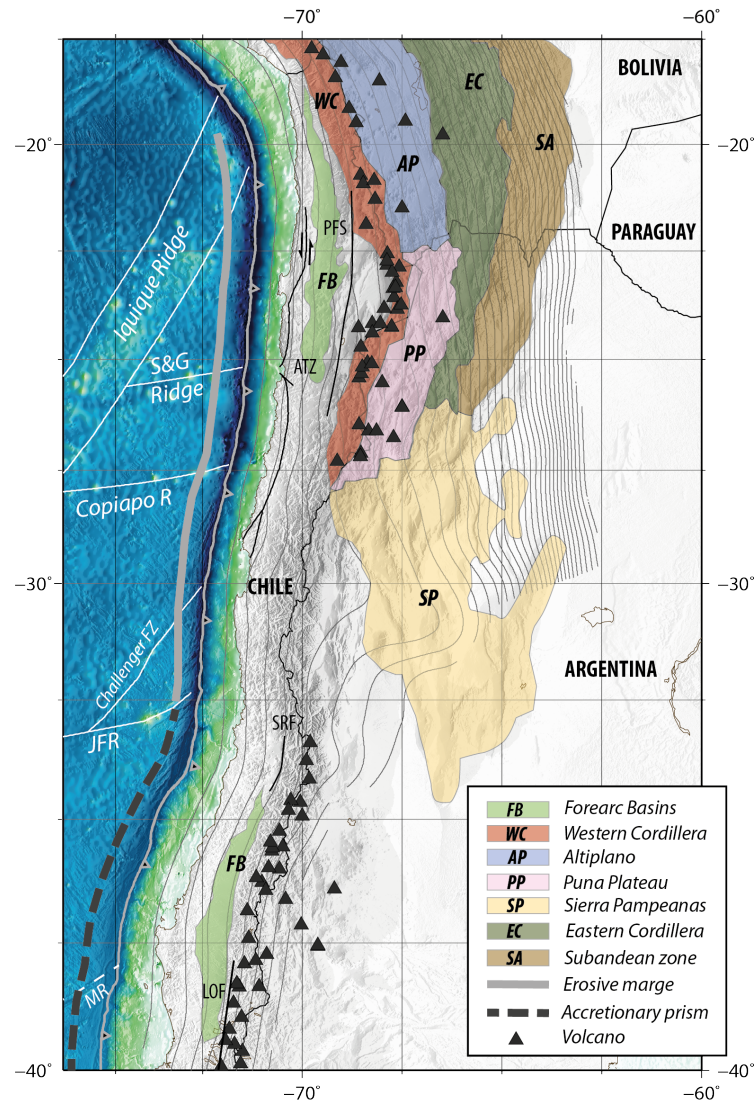 −70°
−60°
BOLIVIA
EC
WC
−20°
−20°
SA
AP
PFS
PARAGUAY
Iquique Ridge
FB
S&G
Ridge
ATZ
PP
Copiapo R
−30°
CHILE
−30°
SP
Challenger FZ
ARGENTINA
JFR
SRF
FB
MR
LOF
FB Forearc Basins
WC Western Cordillera
AP Altiplano
PP Puna Plateau
SP Sierra Pampeanas
EC Eastern Cordillera
SA Subandean zone
Erosive marge
Accretionary prism
Volcano
−40°
−40°
−70°
−60°